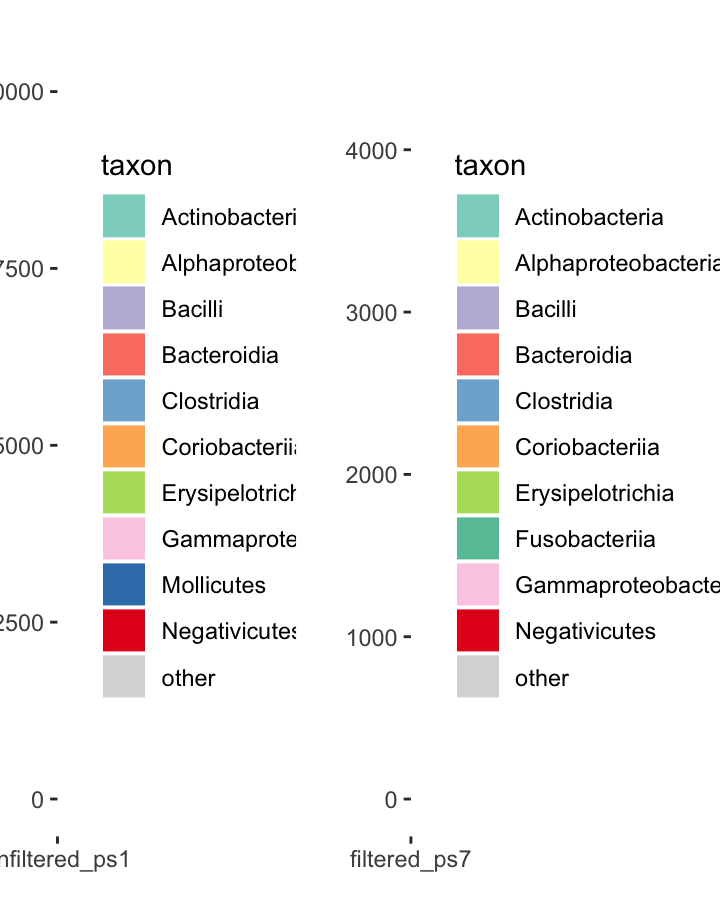 taxon
Actinobacteri
Alphaproteob
Bacilli
Bacteroidia
Clostridia
Coriobacterii
Erysipelotrich
Gammaprote
Mollicutes
Negativicutes
other
0000
7500
5000
2500
0
nfiltered_ps1
taxon
Actinobacteria
Alphaproteobacteria
Bacilli
Bacteroidia
Clostridia
Coriobacteriia
Erysipelotrichia
Fusobacteriia
Gammaproteobacte
Negativicutes
other
4000
3000
2000
1000
0
filtered_ps7